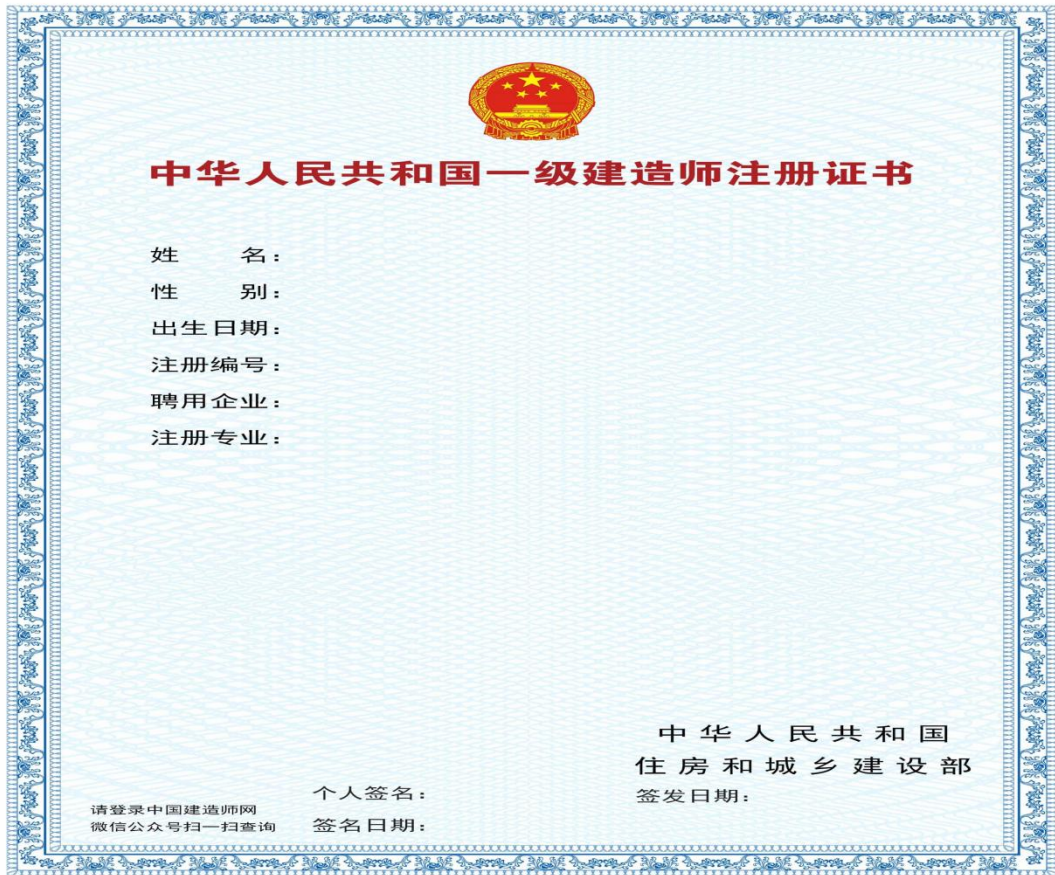 中华人民共和国一级建造师注册证书
姓　　名：
性　　别：
出生日期：
注册编号：
聘用企业：
注册专业：
中华人民共和国
住房和城乡建设部
签发日期：
个人签名：
签名日期：
请登录中国建造师网
微信公众号扫一扫查询